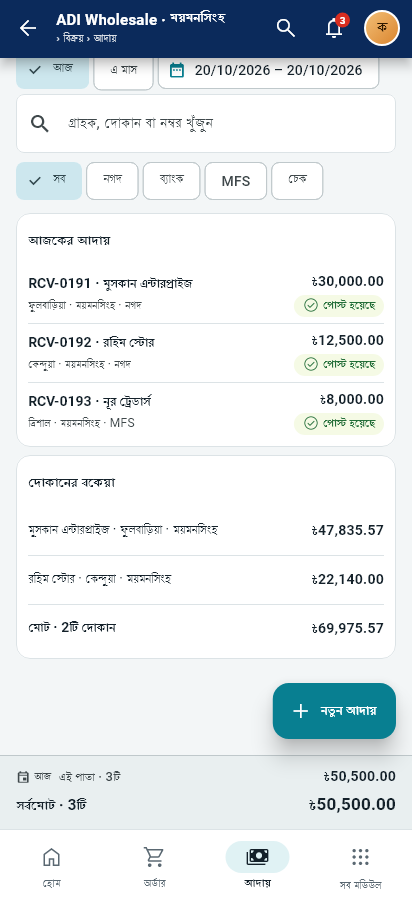 ADI Wholesale · ময়মনসিংহ
› বিক্রয় › আদায়
3
ক
আজ
এ মাস
20/10/2026 – 20/10/2026
গ্রাহক, দোকান বা নম্বর খুঁজুন
সব
নগদ
ব্যাংক
MFS
চেক
আজকের আদায়
RCV-0191 · মুসকান এন্টারপ্রাইজ
৳30,000.00
ফুলবাড়িয়া · ময়মনসিংহ · নগদ
পোস্ট হয়েছে
RCV-0192 · রহিম স্টোর
৳12,500.00
কেন্দুয়া · ময়মনসিংহ · নগদ
পোস্ট হয়েছে
RCV-0193 · নূর ট্রেডার্স
৳8,000.00
ত্রিশাল · ময়মনসিংহ · MFS
পোস্ট হয়েছে
দোকানের বকেয়া
মুসকান এন্টারপ্রাইজ · ফুলবাড়িয়া · ময়মনসিংহ
৳47,835.57
রহিম স্টোর · কেন্দুয়া · ময়মনসিংহ
৳22,140.00
মোট · 2টি দোকান
৳69,975.57
নতুন আদায়
আজ এই পাতা · 3টি
৳50,500.00
সর্বমোট · 3টি
৳50,500.00
হোম
অর্ডার
আদায়
সব মডিউল